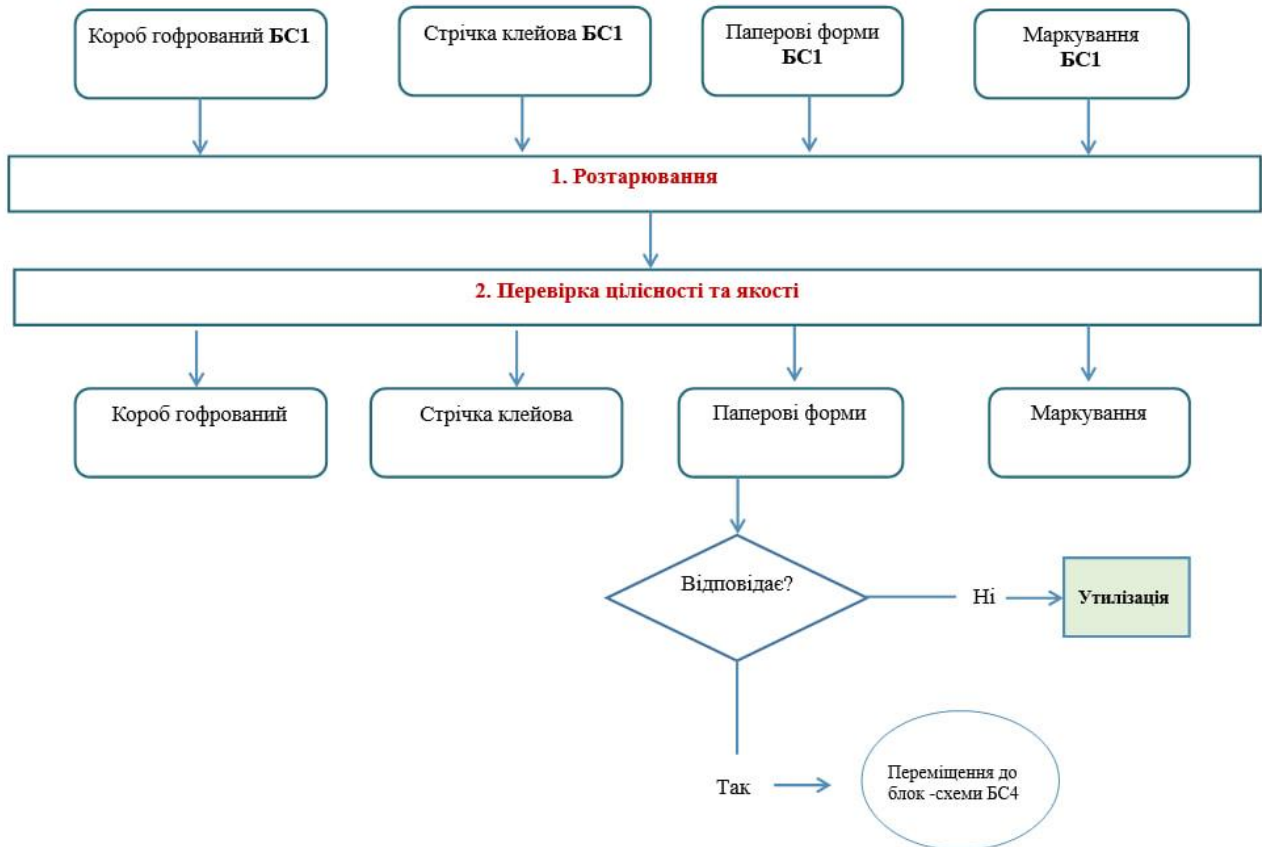 Короб гофрований БС1
Стрічка клейова БС1
Паперові форми
БС1
Маркування
БС1
1. Розтарювання
2. Перевірка цілісності та якості
Короб гофрований
Стрічка клейова
Паперові форми
Маркування
Відповідає?
Ні
Утилізація
Так
Переміщення до
блок -схеми БС4